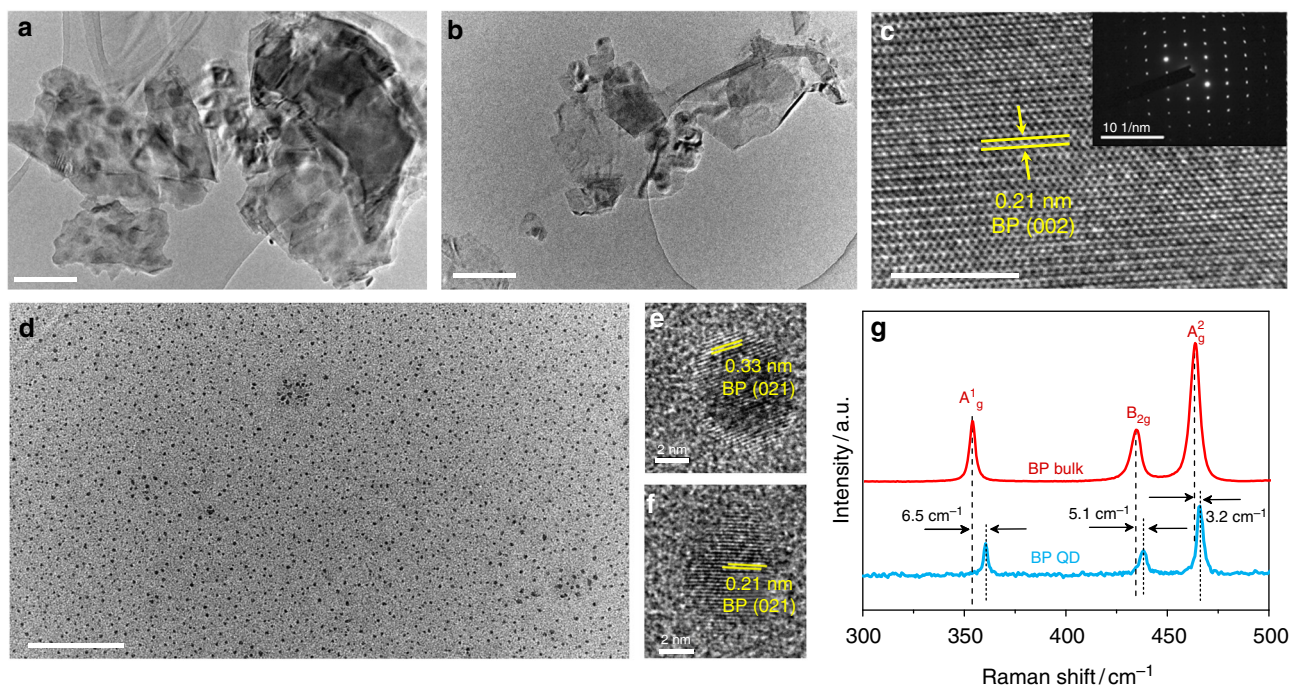 a
b
c
10 1/nm
0.21 nm
BP (002)
d
e
0.33 nm
BP (021)
2 nm
f
0.21 nm
BP (021)
2 nm
g
A¹g
B₂g
A²g
BP bulk
6.5 cm⁻¹
5.1 cm⁻¹
3.2 cm⁻¹
BP QD
Intensity / a.u.
300
350
400
450
500
Raman shift / cm⁻¹